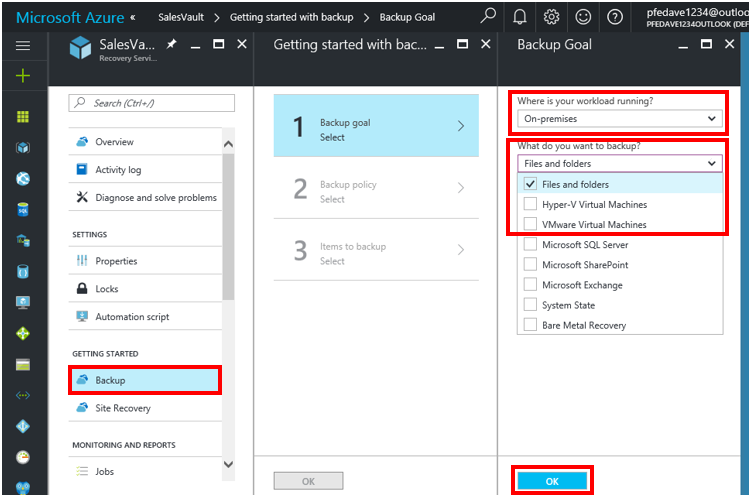 Microsoft Azure « SalesVault > Getting started with backup > Backup Goal
pfedave1234@outlo
PFEDAVE1234OUTLOOK (DEF
SalesVa...
Recovery Servi...
Search (Ctrl+/)
Overview
Activity log
Diagnose and solve problems
SETTINGS
Properties
Locks
Automation script
GETTING STARTED
Backup
Site Recovery
MONITORING AND REPORTS
Jobs
Getting started with bac...
1
Backup goal
Select
2
Backup policy
Select
3
Items to backup
Select
OK
Backup Goal
Where is your workload running?
On-premises
What do you want to backup?
Files and folders
Files and folders
Hyper-V Virtual Machines
VMware Virtual Machines
Microsoft SQL Server
Microsoft SharePoint
Microsoft Exchange
System State
Bare Metal Recovery
OK